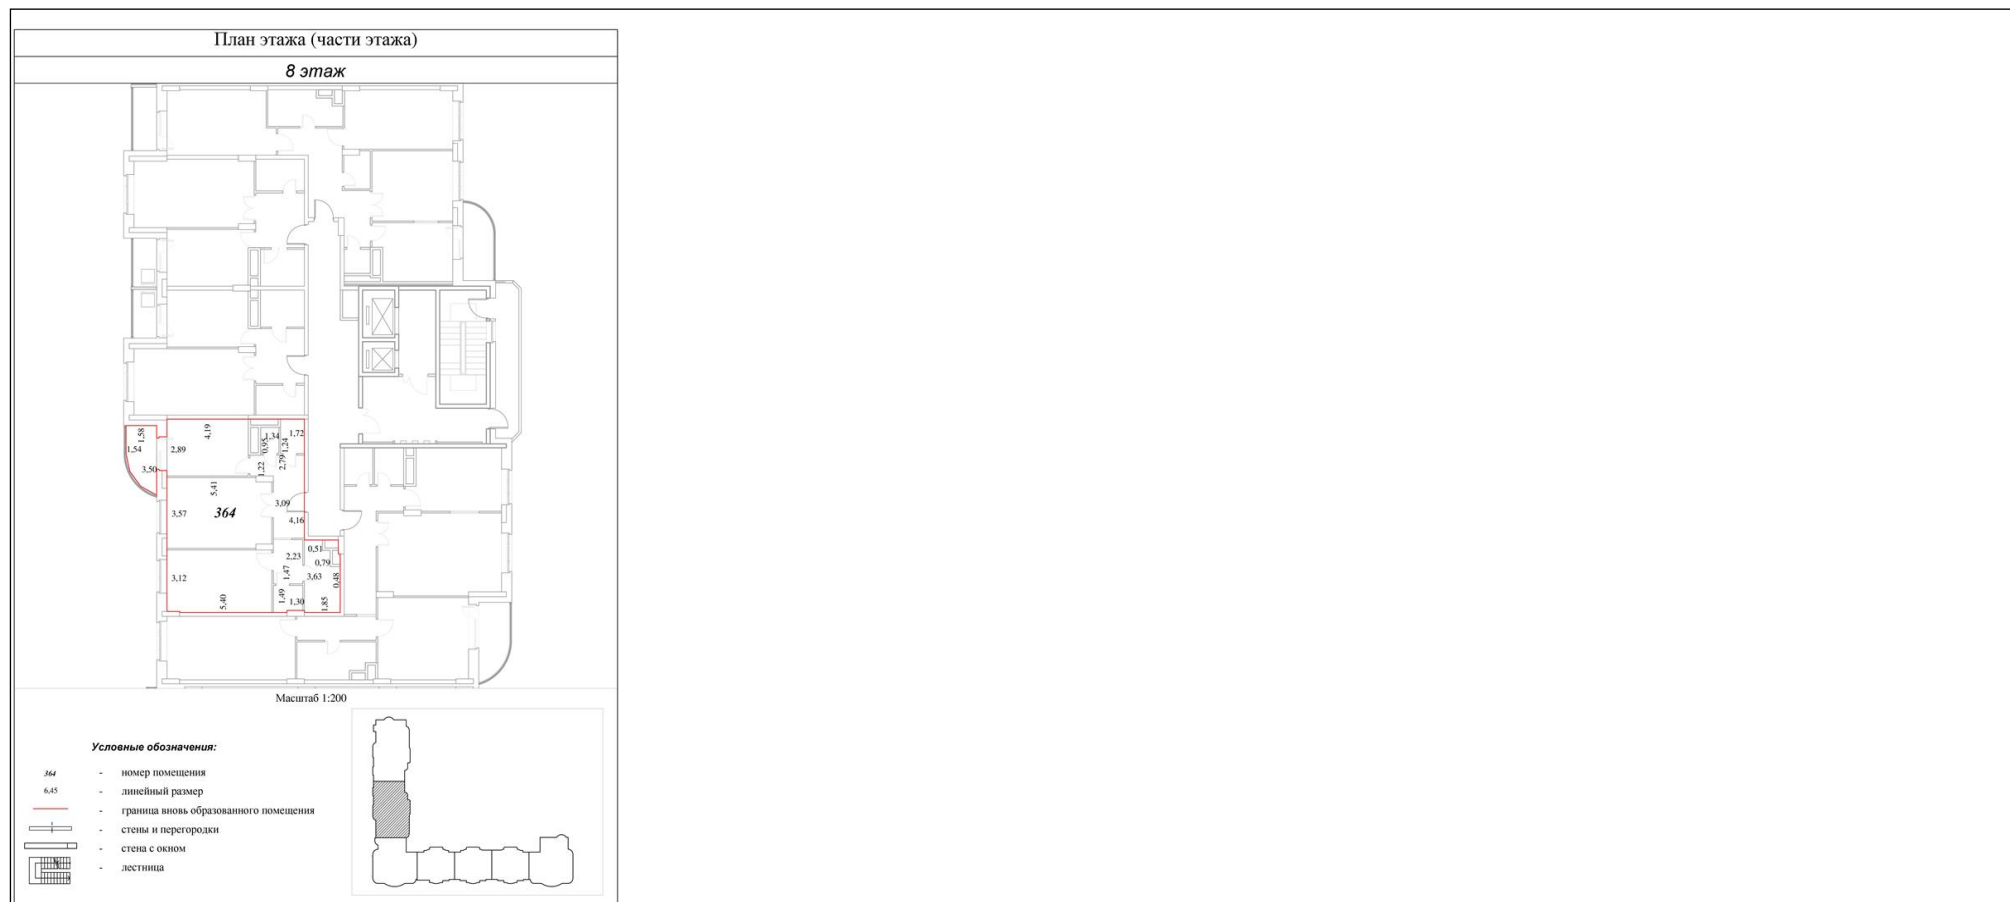 План этажа (части этажа)
8 этаж
1,58
4,19
1,34
1,72
1,54
2,89
0,95
1,24
3,50
1,22
2,79
5,41
3,09
3,57
364
4,16
0,51
2,23
0,79
3,12
1,47
3,63
0,48
5,40
1,49
1,30
1,85
Масштаб 1:200
Условные обозначения:
364 - номер помещения
6,45 - линейный размер
- граница вновь образованного помещения
- стены и перегородки
- стена с окном
- лестница